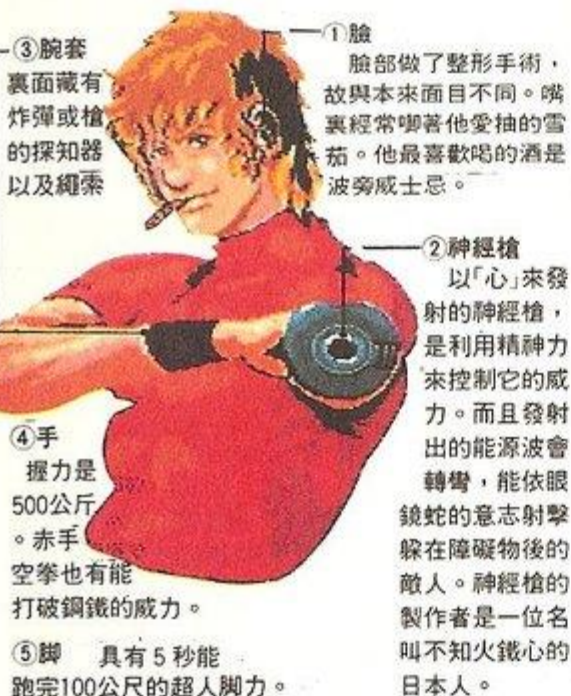 ①臉
臉部做了整形手術，
故與本來面目不同。嘴
裏經常啣著他愛抽的雪
茄。他最喜歡喝的酒是
波旁威士忌。
②神經槍
以「心」來發
射的神經槍，
是利用精神力
來控制它的威
力。而且發射
出的能源波會
轉彎，能依眼
鏡蛇的意志射擊
躲在障礙物後的
敵人。神經槍的
製作者是一位名
叫不知火鐵心的
日本人。
③腕套
裏面藏有
炸彈或槍
的探知器
以及繩索
④手
握力是
500公斤
。赤手
空拳也有能
打破鋼鐵的威力。
⑤脚 具有5秒能
跑完100公尺的超人脚力。